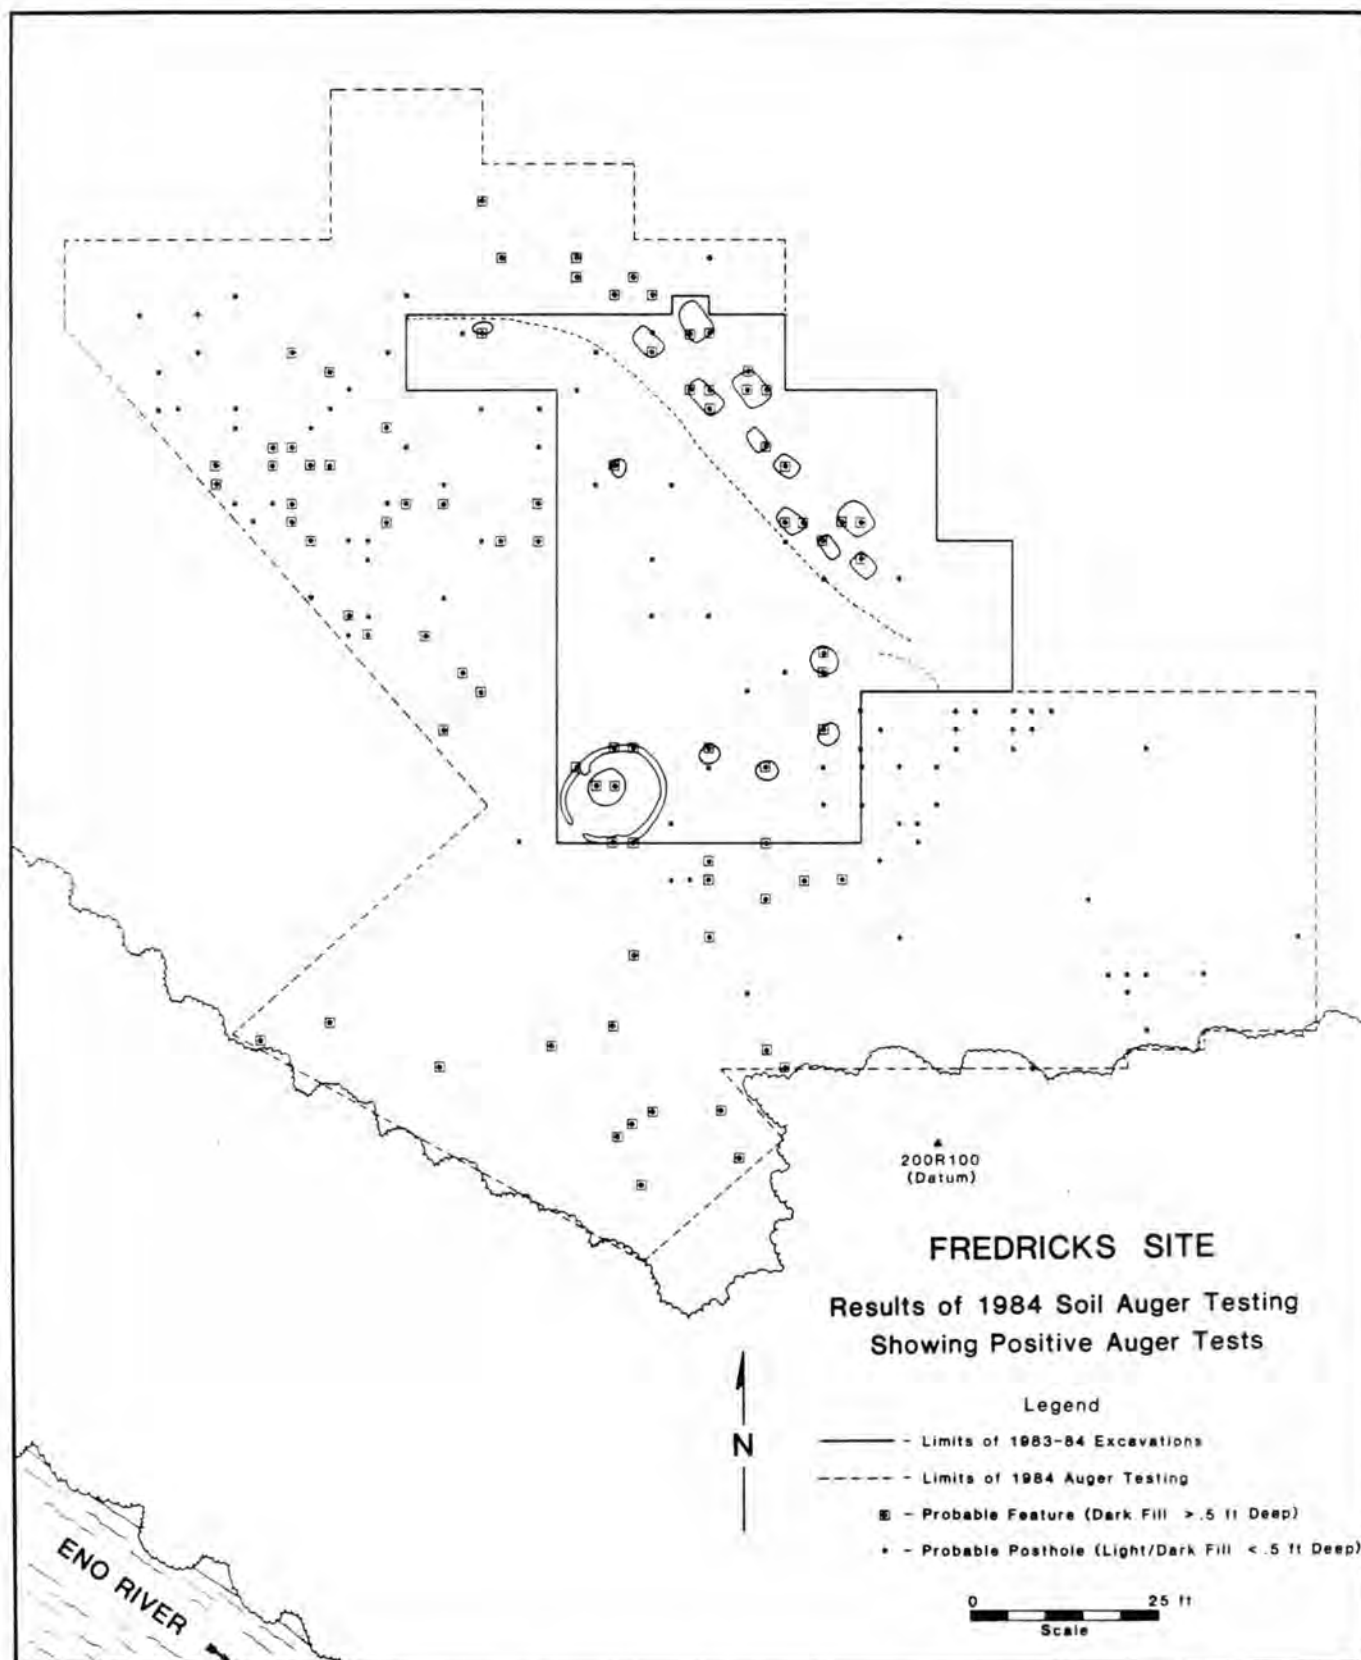 200R100
(Datum)
FREDRICKS SITE
Results of 1984 Soil Auger Testing
Showing Positive Auger Tests
N
Legend
- Limits of 1983-84 Excavations
- Limits of 1984 Auger Testing
- Probable Feature (Dark Fill > .5 ft Deep)
- Probable Posthole (Light/Dark Fill < .5 ft Deep)
0 25 ft
Scale
ENO RIVER